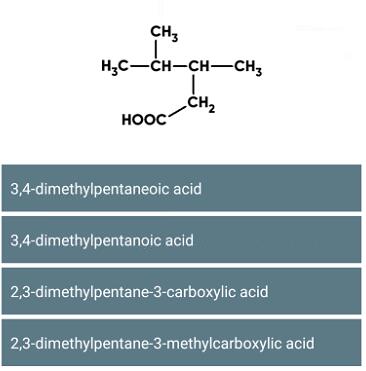 CH₃
H₃C—CH—CH—CH₃
CH₂
HOOC
3,4-dimethylpentaneoic acid
3,4-dimethylpentanoic acid
2,3-dimethylpentane-3-carboxylic acid
2,3-dimethylpentane-3-methylcarboxylic acid